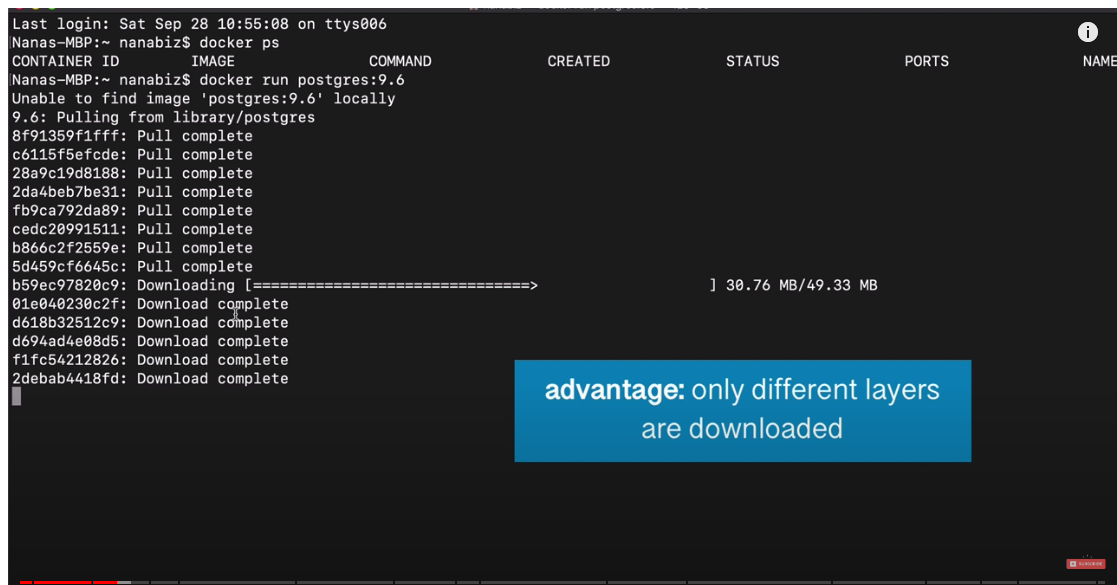 Last login: Sat Sep 28 10:55:08 on ttys006
[Nanas-MBP:~ nanabiz$ docker ps
CONTAINER ID IMAGE COMMAND CREATED STATUS PORTS NAME
[Nanas-MBP:~ nanabiz$ docker run postgres:9.6
Unable to find image 'postgres:9.6' locally
9.6: Pulling from library/postgres
8f91359f1fff: Pull complete
c6115f5efcde: Pull complete
28a9c19d8188: Pull complete
2da4beb7be31: Pull complete
fb9ca792da89: Pull complete
cedc20991511: Pull complete
b866c2f2559e: Pull complete
5d459cf6645c: Pull complete
b59ec97820c9: Downloading [===============================> ] 30.76 MB/49.33 MB
01e040230c2f: Download complete
d618b32512c9: Download complete
d694ad4e08d5: Download complete
f1fc54212826: Download complete
2debab4418fd: Download complete
advantage: only different layers
are downloaded
SUBSCRIBE